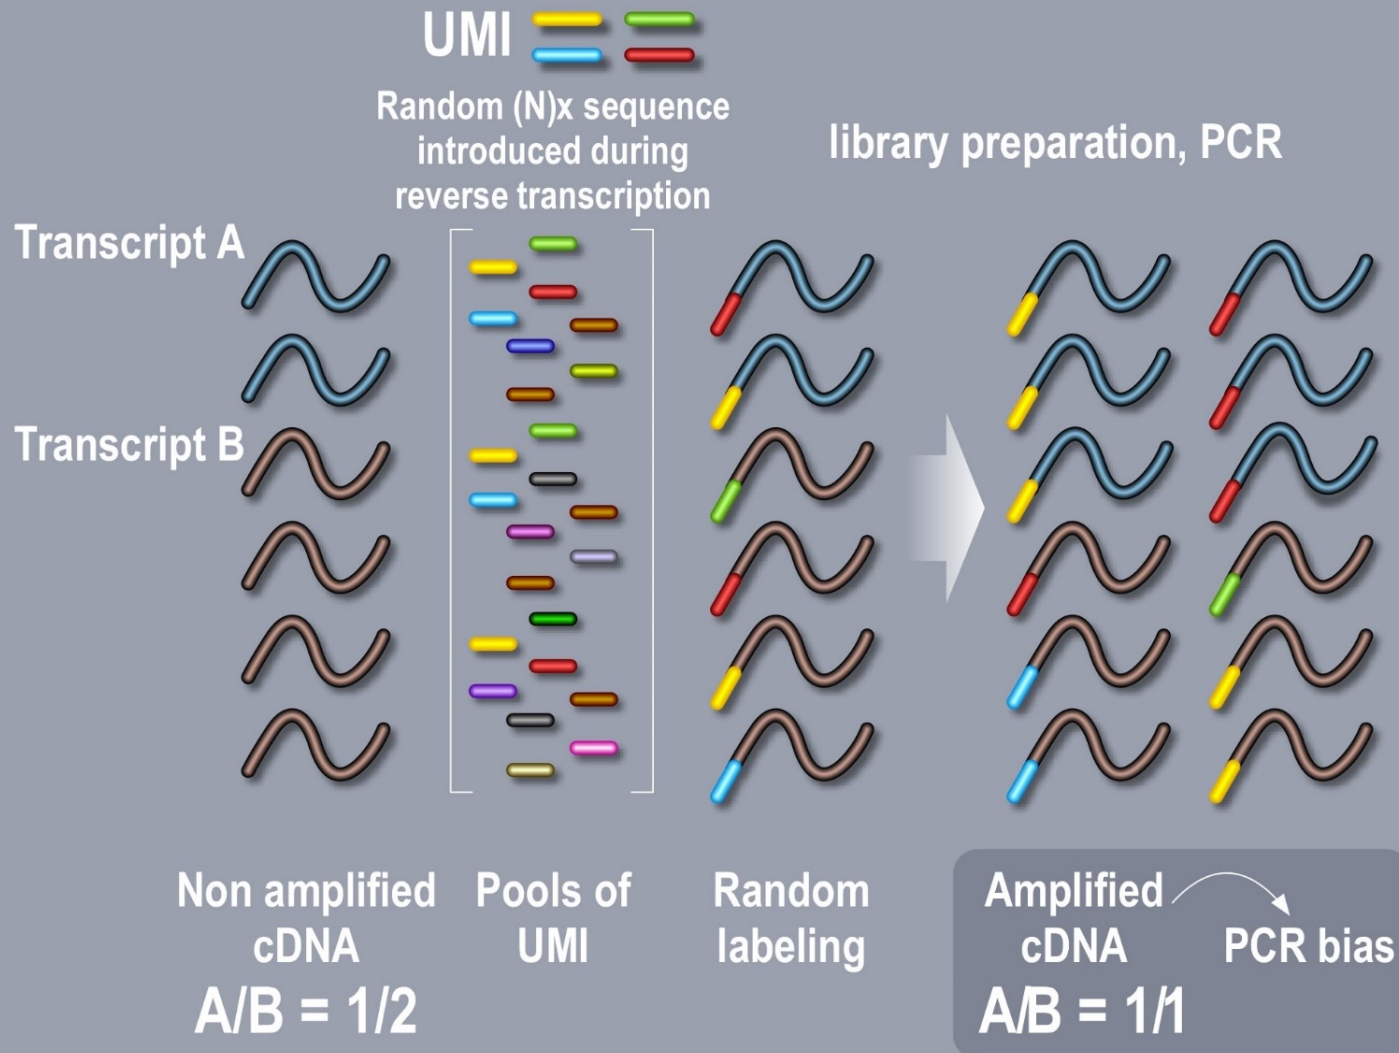 UMI
Random (N)x sequence
introduced during
reverse transcription
library preparation, PCR
Transcript A
Transcript B
Non amplified
cDNA
A/B = 1/2
Pools of
UMI
Random
labeling
Amplified
cDNA
A/B = 1/1
PCR bias